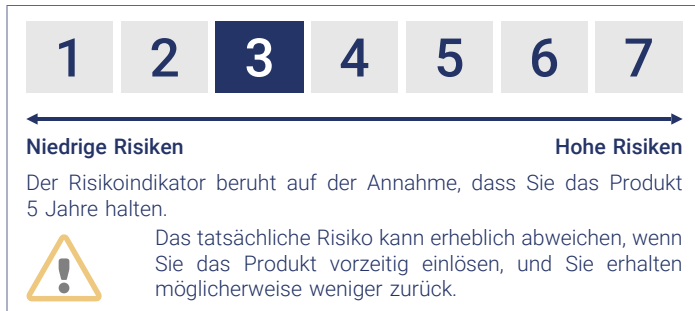 1 2 3 4 5 6 7
Niedrige Risiken Hohe Risiken
Der Risikoindikator beruht auf der Annahme, dass Sie das Produkt
5 Jahre halten.
Das tatsächliche Risiko kann erheblich abweichen, wenn
Sie das Produkt vorzeitig einlösen, und Sie erhalten
möglicherweise weniger zurück.